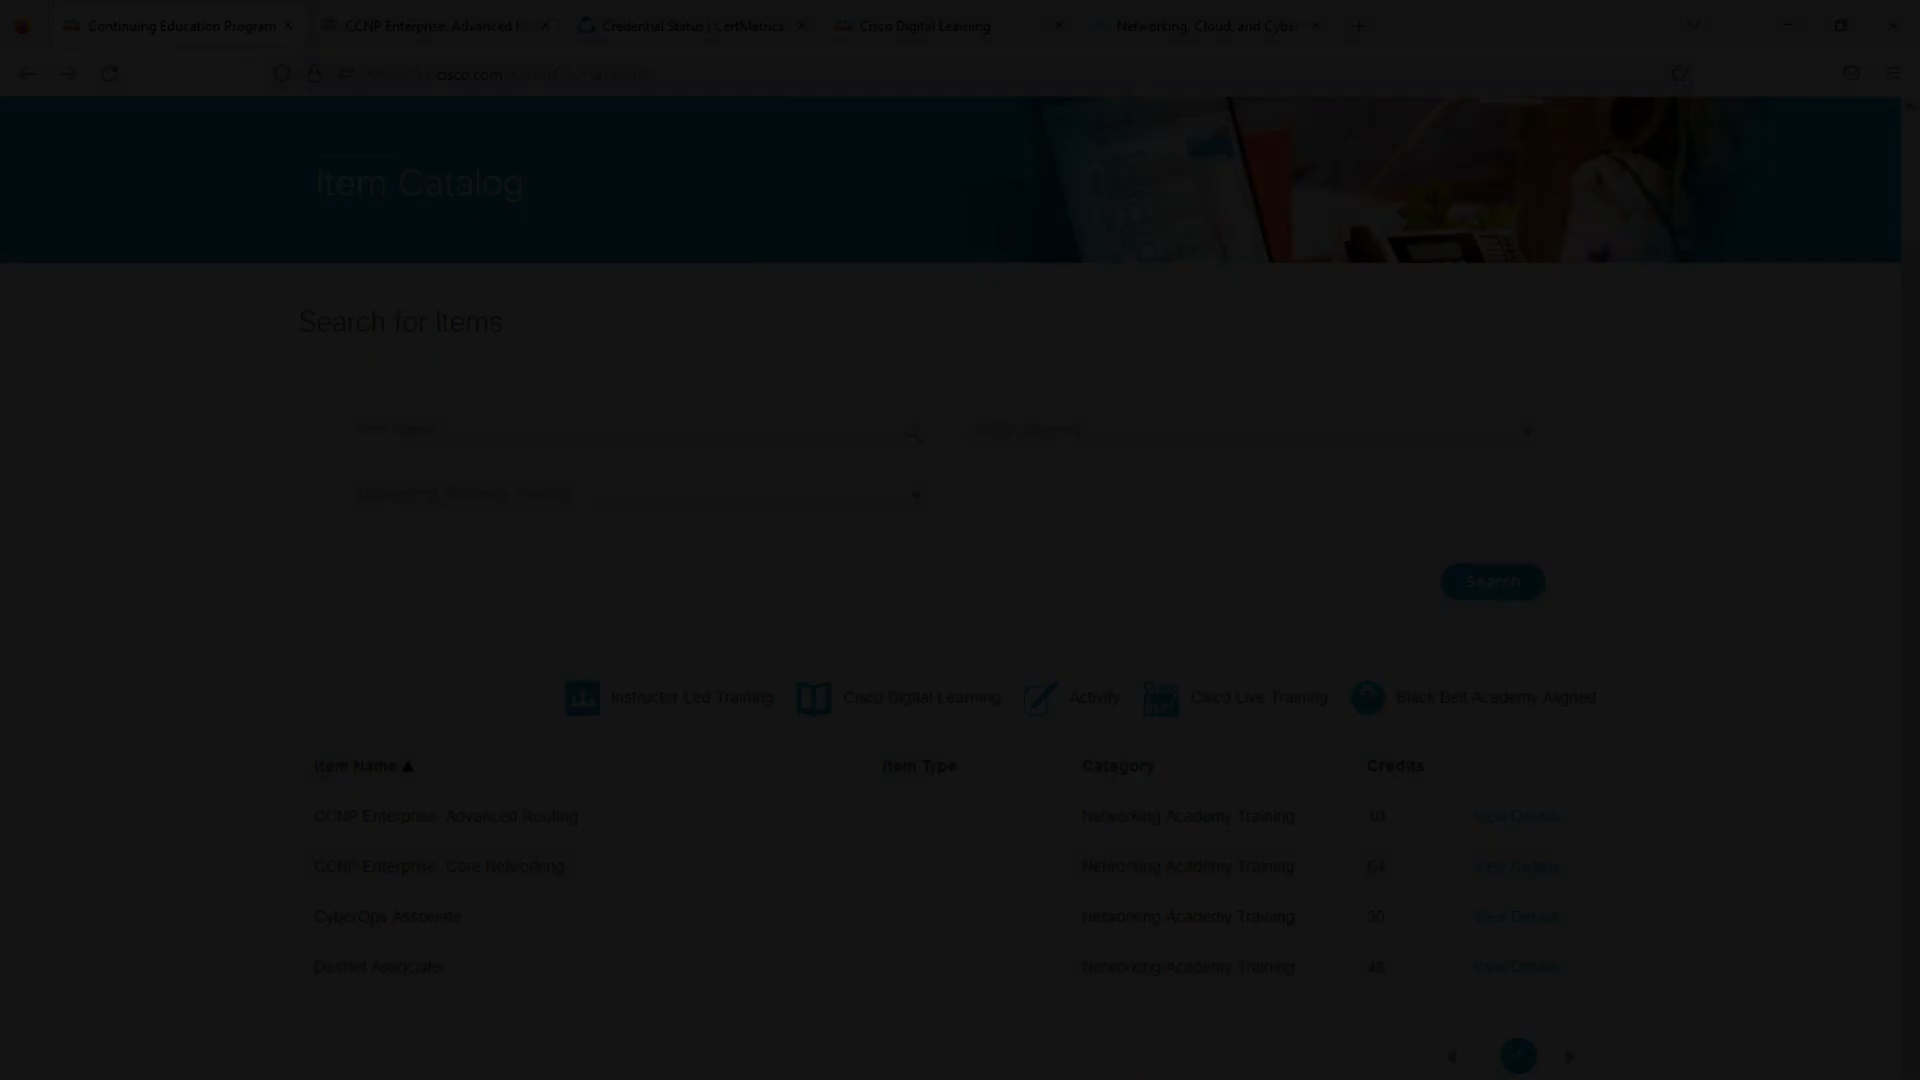 Continuing Education Program
CCNP Enterprise: Advanced R
Credential Status | CertMetrics
Cisco Digital Learning
Networking, Cloud, and Cybe
cisco.com
Item Catalog
Search for Items
Search
Instructor Led Training
Cisco Digital Learning
Activity
Cisco Live Training
Black Belt Academy Aligned
Item Name ▲ Item Type Category Credits
CCNP Enterprise: Advanced Routing Networking Academy Training View Details
CCNP Enterprise: Core Networking Networking Academy Training 64 View Details
CyberOps Associate Networking Academy Training 30 View Details
DevNet Associate Networking Academy Training View Details